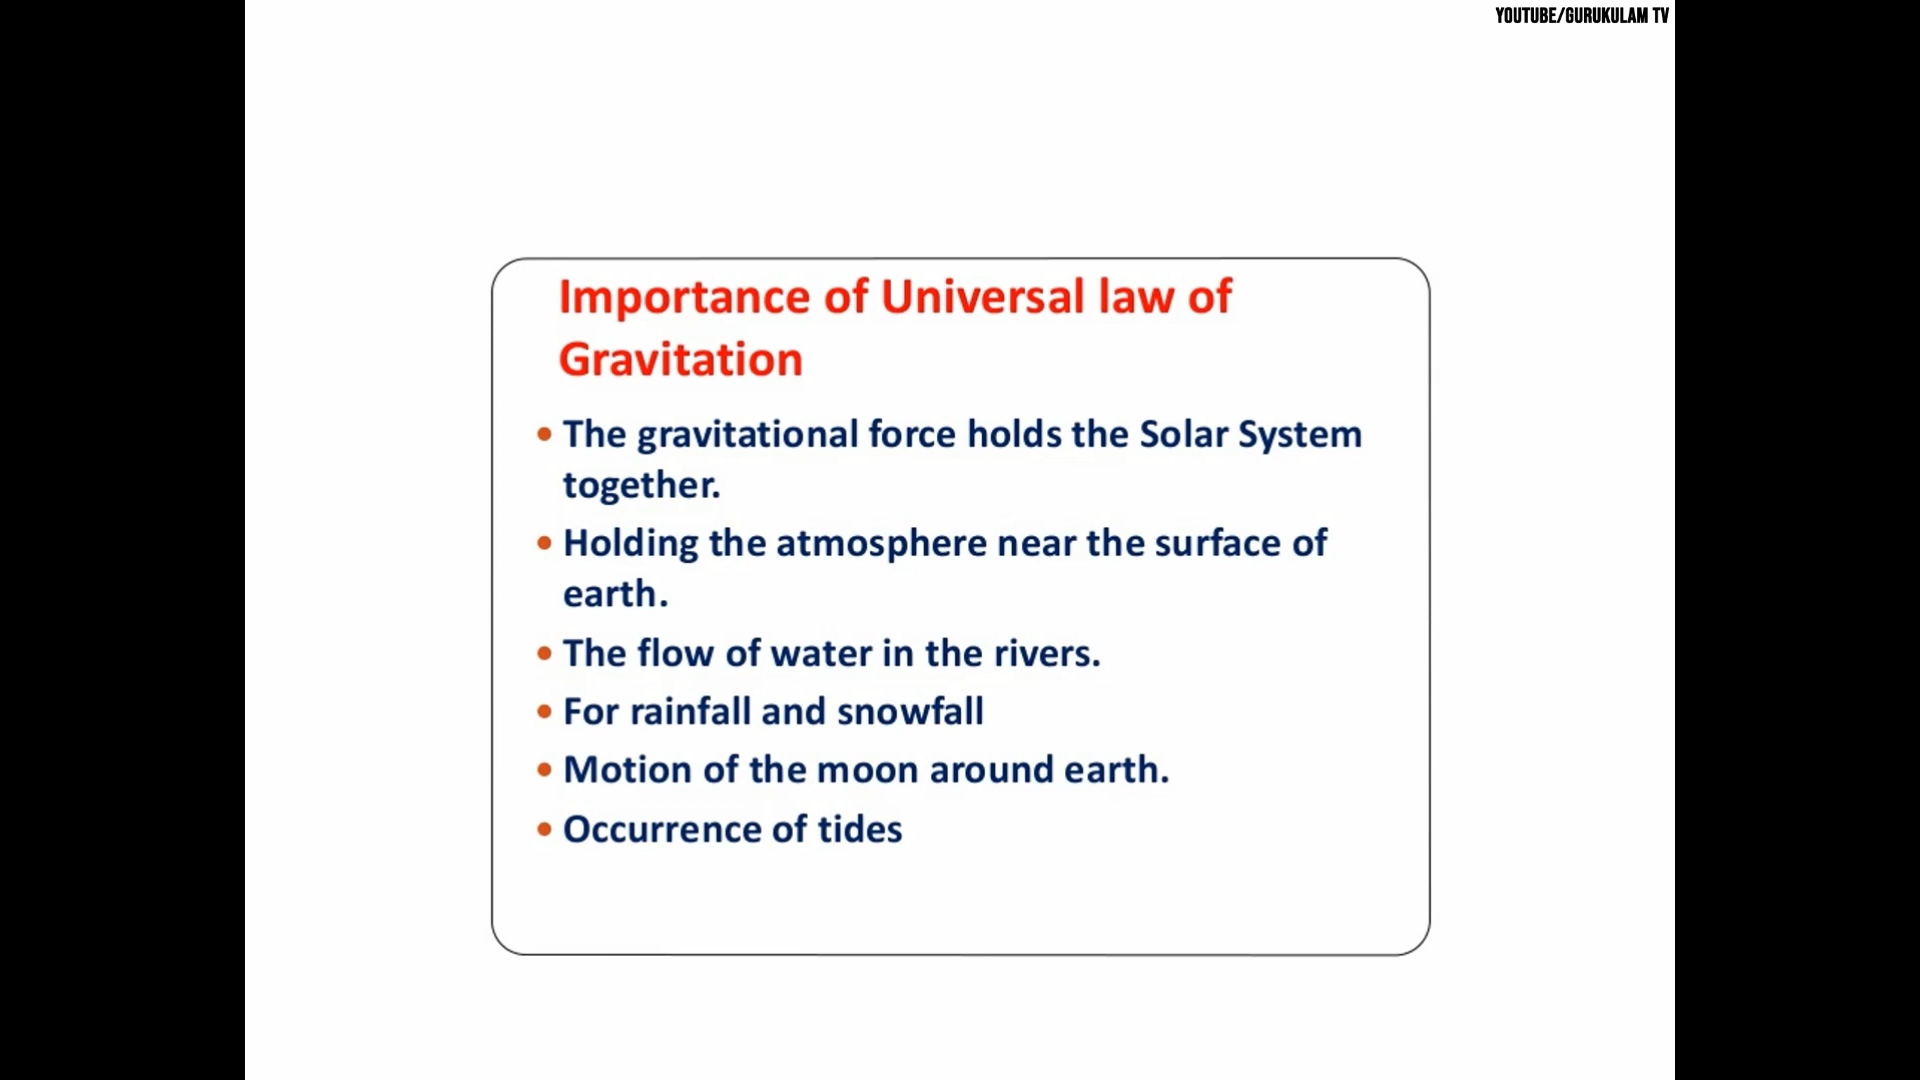 YOUTUBE/GURUKULAM TV
Importance of Universal law of
Gravitation
• The gravitational force holds the Solar System
together.
• Holding the atmosphere near the surface of
earth.
• The flow of water in the rivers.
• For rainfall and snowfall
• Motion of the moon around earth.
• Occurrence of tides